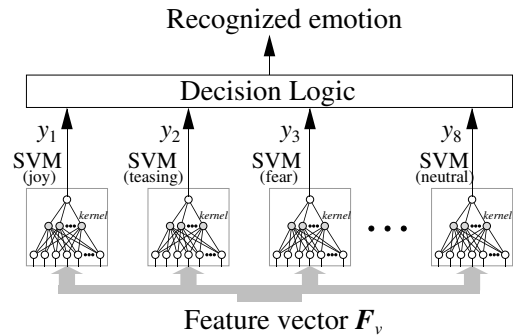 Recognized emotion
Decision Logic
y1 y2 y3 y8
SVM SVM SVM SVM
(joy) (teasing) (fear) (neutral)
kernel kernel kernel kernel
Feature vector Fv